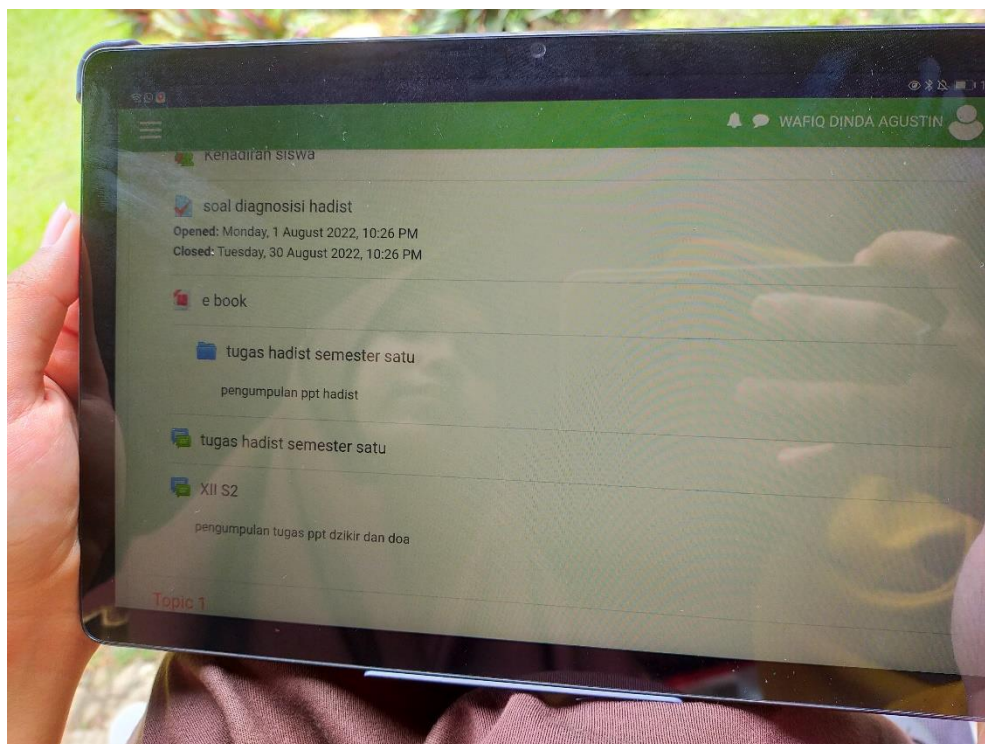 WAFIQ DINDA AGUSTIN
Kehadiran siswa
soal diagnosisi hadist
Opened: Monday, 1 August 2022, 10:26 PM
Closed: Tuesday, 30 August 2022, 10:26 PM
e book
tugas hadist semester satu
pengumpulan ppt hadist
tugas hadist semester satu
XII S2
pengumpulan tugas ppt dzikir dan doa
Topic 1